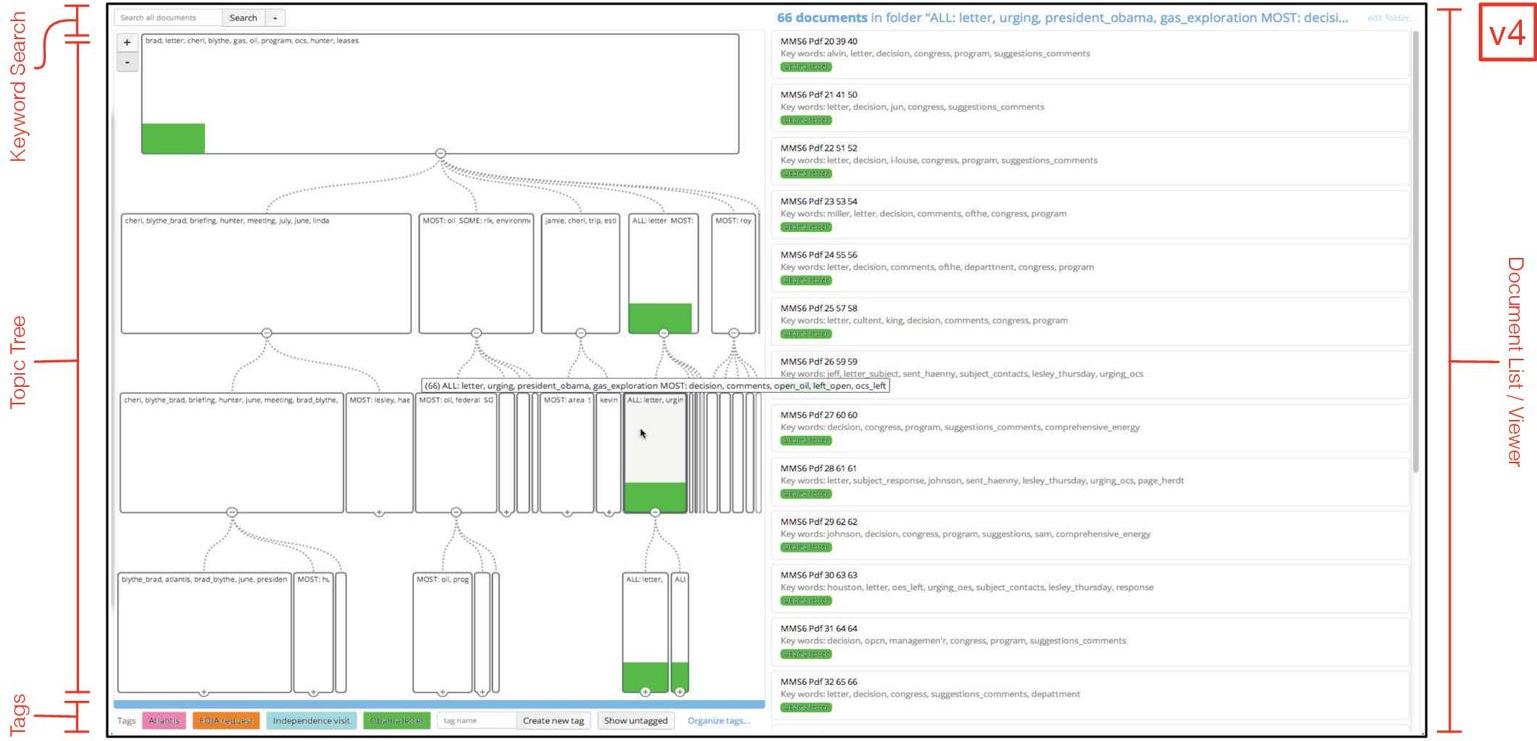 Keyword Search
Topic Tree
Tags
v4
Document List / Viewer
Search all documents
Search
+
-
brad, letter, cheri, blythe, gas, oil, program, ocs, hunter, leases
cheri, blythe_brad, briefing, hunter, meeting, july, june, linda
MOST: oil SOME: rik, environm
jamie, cheri, trip, esti
ALL: letter MOST:
MOST: roy
(66) ALL: letter, urging, president_obama, gas_exploration MOST: decision, comments, open_oil, left_open, ocs_left
cheri, blythe_brad, briefing, hunter, june, meeting, brad_blythe,
MOST: lesley, hae
MOST: oil, federal SO
MOST: area
kevin
ALL: letter, urgin
blythe_brad, atlantis, brad_blythe, june, presiden
MOST: hu
MOST: oil, prog
ALL: letter,
ALI
Tags
Atlantis
FOIA request
Independence visit
Obama letter
tag name
Create new tag
Show untagged
Organize tags...
66 documents in folder "ALL: letter, urging, president_obama, gas_exploration MOST: decisi...
edit folder
MMS6 Pdf 20 39 40
Key words: alvin, letter, decision, congress, program, suggestions_comments
MMS6 Pdf 21 41 50
Key words: letter, decision, jun, congress, suggestions_comments
MMS6 Pdf 22 51 52
Key words: letter, decision, i-louse, congress, program, suggestions_comments
MMS6 Pdf 23 53 54
Key words: miller, letter, decision, comments, ofthe, congress, program
MMS6 Pdf 24 55 56
Key words: letter, decision, comments, ofthe, departtnent, congress, program
MMS6 Pdf 25 57 58
Key words: letter, cultent, king, decision, comments, congress, program
MMS6 Pdf 26 59 59
Key words: jeff, letter_subject, sent_haenny, subject_contacts, lesley_thursday, urging_ocs
MMS6 Pdf 27 60 60
Key words: decision, congress, program, suggestions_comments, comprehensive_energy
MMS6 Pdf 28 61 61
Key words: letter, subject_response, johnson, sent_haenny, lesley_thursday, urging_ocs, page_herdt
MMS6 Pdf 29 62 62
Key words: johnson, decision, congress, program, suggestions, sam, comprehensive_energy
MMS6 Pdf 30 63 63
Key words: houston, letter, oes_left, urging_oes, subject_contacts, lesley_thursday, response
MMS6 Pdf 31 64 64
Key words: decision, opcn, managemen'r, congress, program, suggestions_comments
MMS6 Pdf 32 65 66
Key words: letter, decision, congress, suggestions_comments, depattment